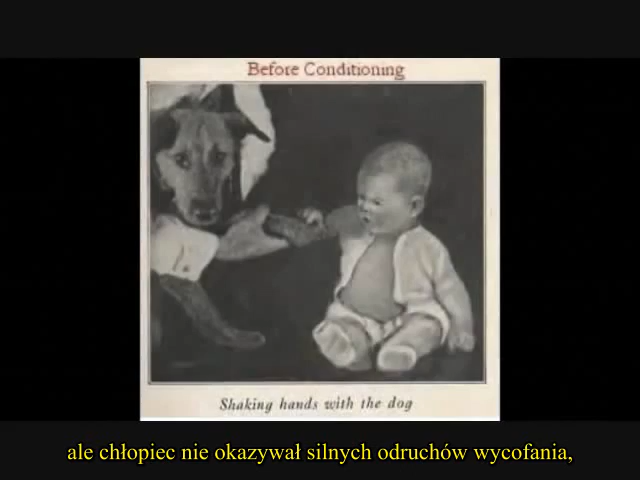 Before Conditioning
Shaking hands with the dog
ale chłopiec nie okazywał silnych odruchów wycofania,